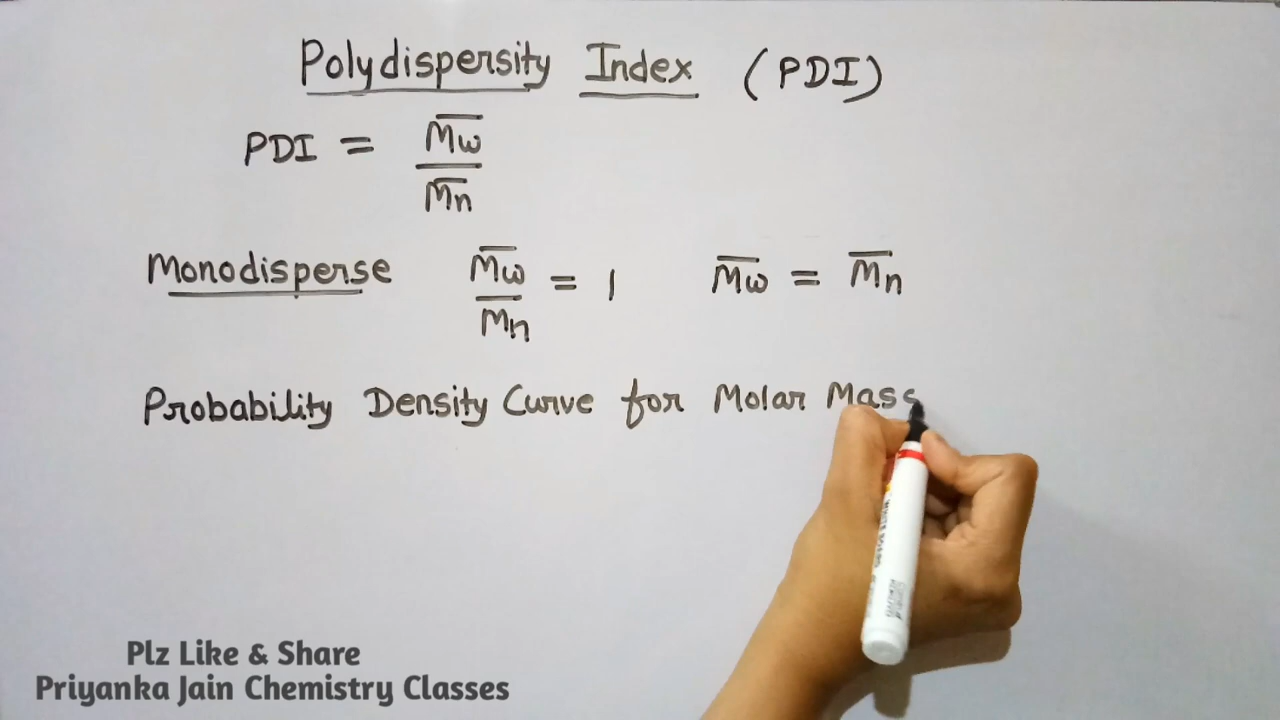 Polydispersity Index (PDI)
PDI = M̅w / M̅n
Monodisperse M̅w / M̅n = 1 M̅w = M̅n
Probability Density Curve for Molar Mass
Plz Like & Share
Priyanka Jain Chemistry Classes